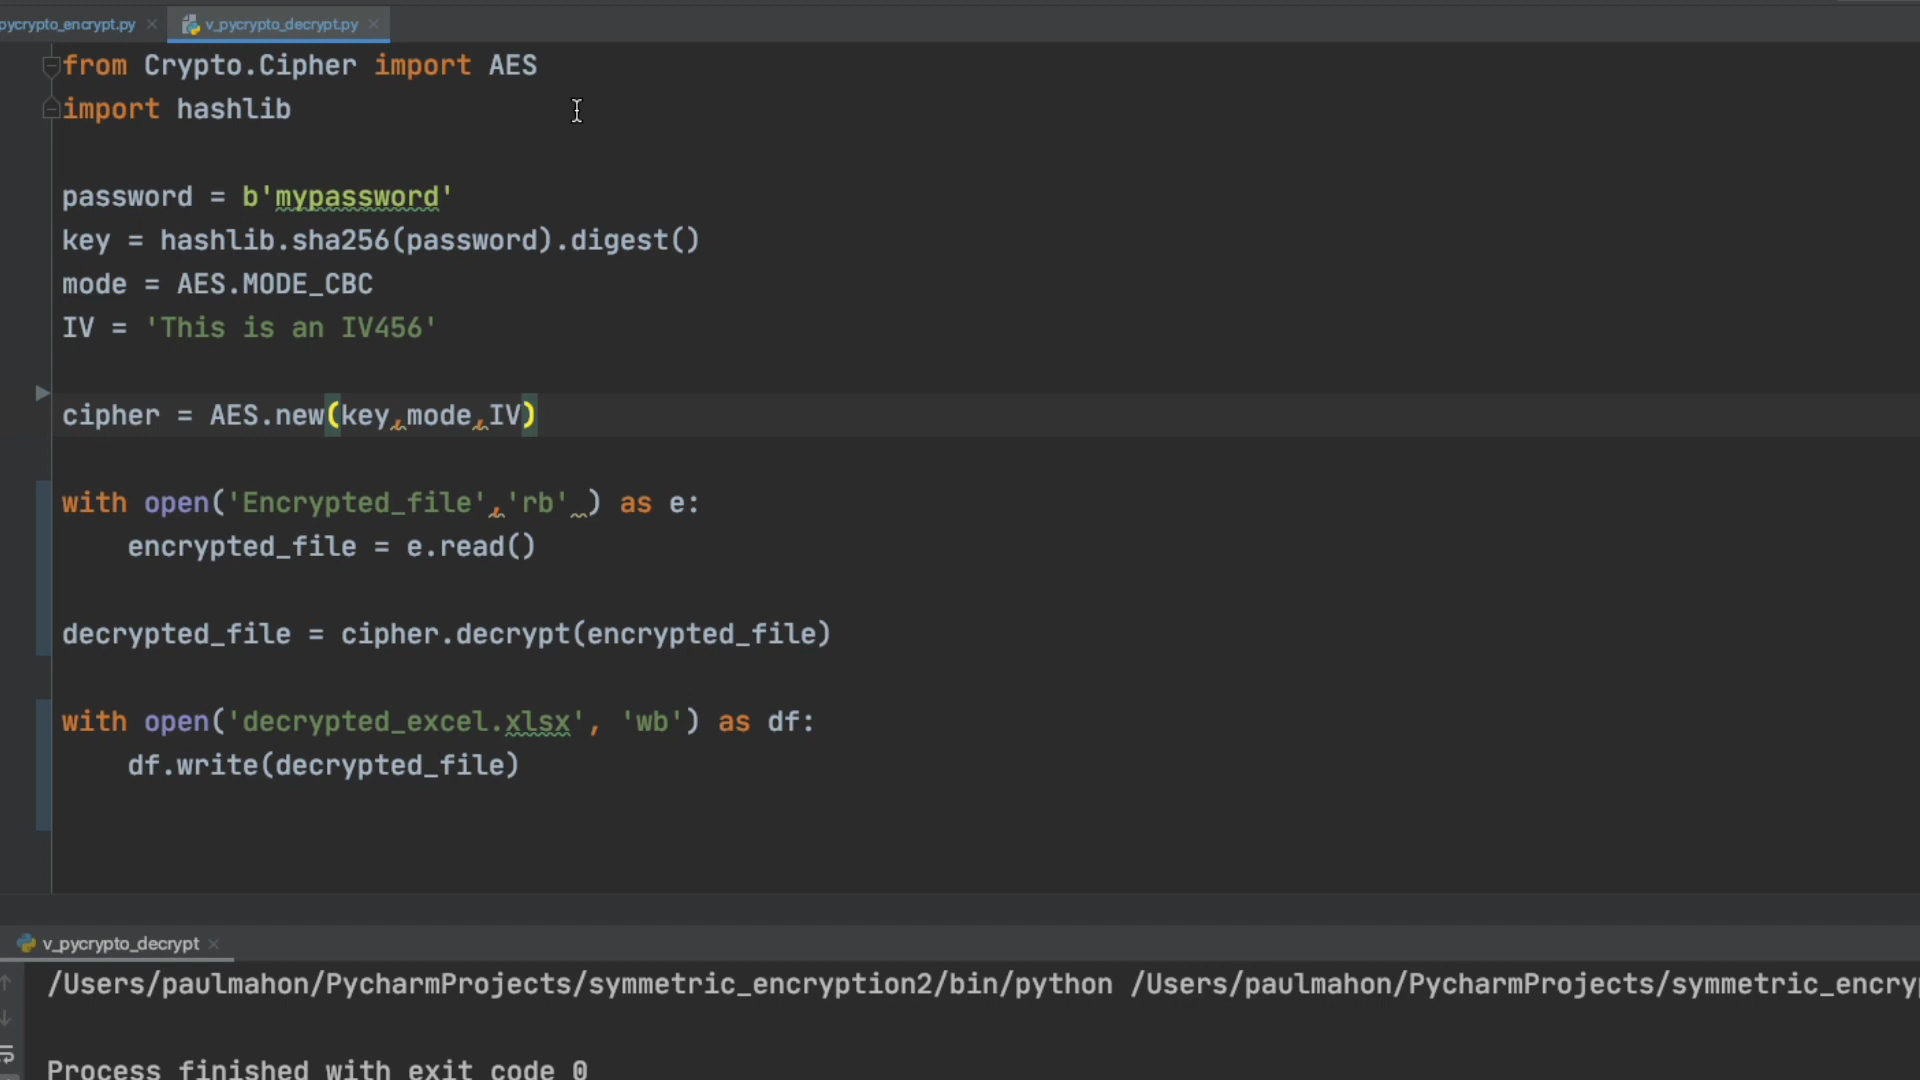 pycrypto_encrypt.py
v_pycrypto_decrypt.py
from Crypto.Cipher import AES
import hashlib
password = b'mypassword'
key = hashlib.sha256(password).digest()
mode = AES.MODE_CBC
IV = 'This is an IV456'
cipher = AES.new(key,mode,IV)
with open('Encrypted_file','rb' ) as e:
    encrypted_file = e.read()
decrypted_file = cipher.decrypt(encrypted_file)
with open('decrypted_excel.xlsx', 'wb') as df:
    df.write(decrypted_file)
v_pycrypto_decrypt
/Users/paulmahon/PycharmProjects/symmetric_encryption2/bin/python /Users/paulmahon/PycharmProjects/symmetric_encry
Process finished with exit code 0